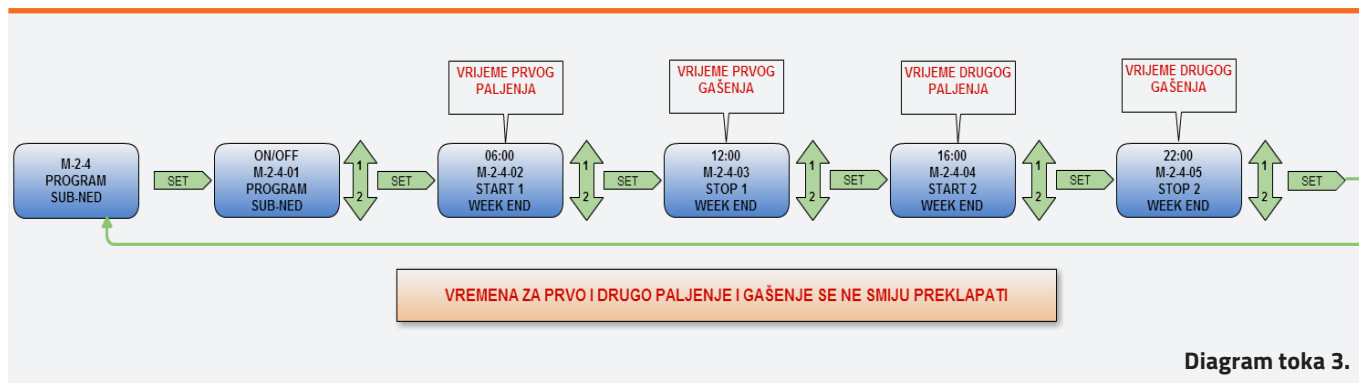 VRIJEME PRVOG
PALJENJA
VRIJEME PRVOG
GAŠENJA
VRIJEME DRUGOG
PALJENJA
VRIJEME DRUGOG
GAŠENJA
M-2-4
PROGRAM
SUB-NED
SET
ON/OFF
M-2-4-01
PROGRAM
SUB-NED
1
2
SET
06:00
M-2-4-02
START 1
WEEK END
1
2
SET
12:00
M-2-4-03
STOP 1
WEEK END
1
2
SET
16:00
M-2-4-04
START 2
WEEK END
1
2
SET
22:00
M-2-4-05
STOP 2
WEEK END
1
2
SET
VREMENA ZA PRVO I DRUGO PALJENJE I GAŠENJE SE NE SMIJU PREKLAPATI
Diagram toka 3.